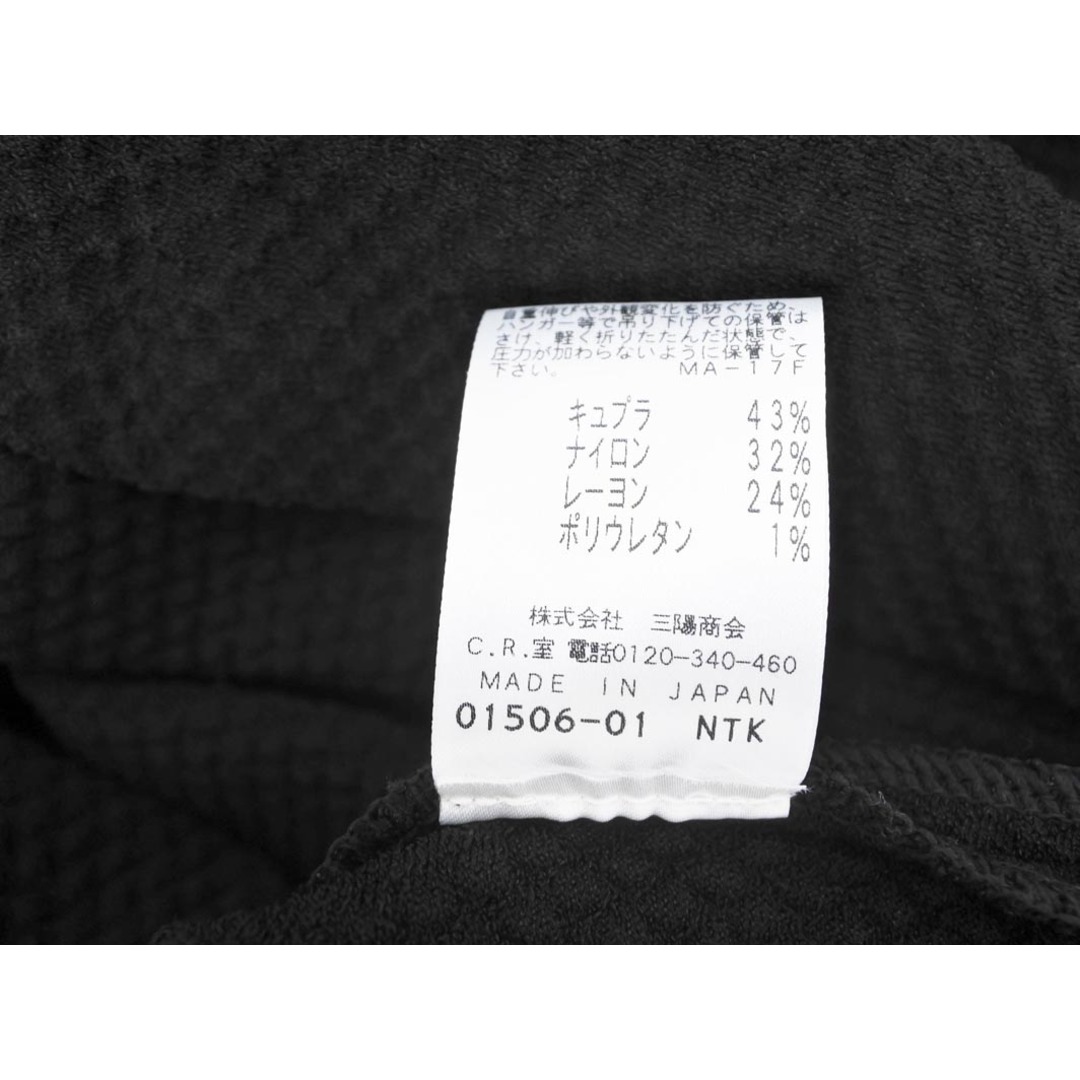 自重伸びや外観変化を防ぐため、
ハンガー等で吊り下げての保管は
さけ、軽く折りたたんだ状態で、
圧力が加わらないように保管して
下さい。 MA-17F
キュプラ 43%
ナイロン 32%
レーヨン 24%
ポリウレタン 1%
株式会社 三陽商会
C.R.室 電話0120-340-460
MADE IN JAPAN
01506-01 NTK